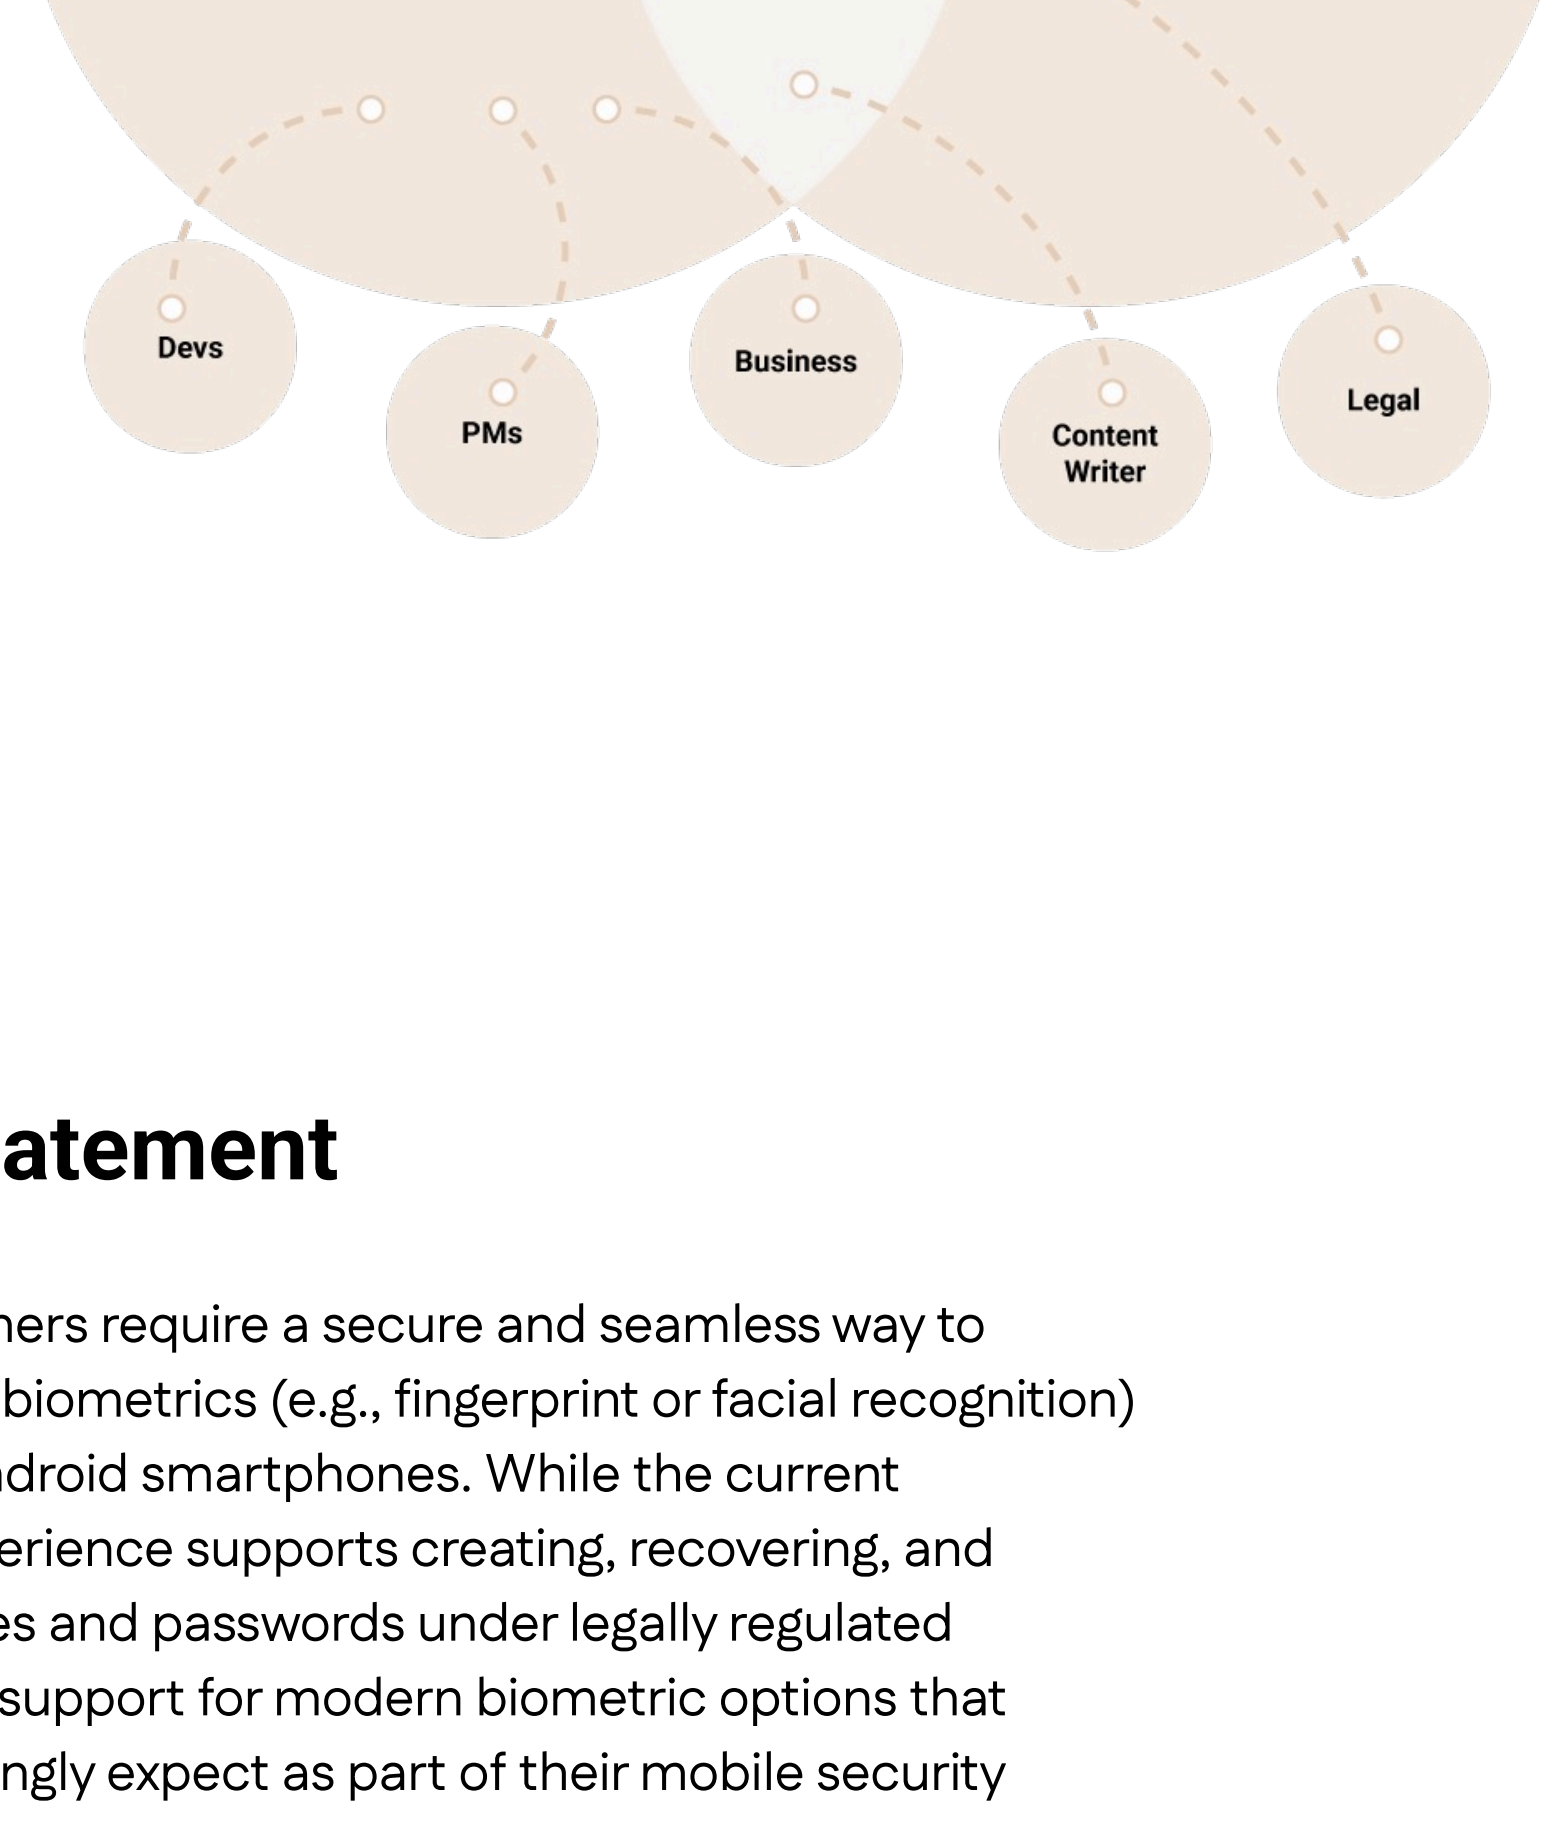 Devs
PMs
Business
Content
Writer
Legal
atement
ers require a secure and seamless way to
biometrics (e.g., fingerprint or facial recognition)
droid smartphones. While the current
erience supports creating, recovering, and
es and passwords under legally regulated
support for modern biometric options that
ngly expect as part of their mobile security